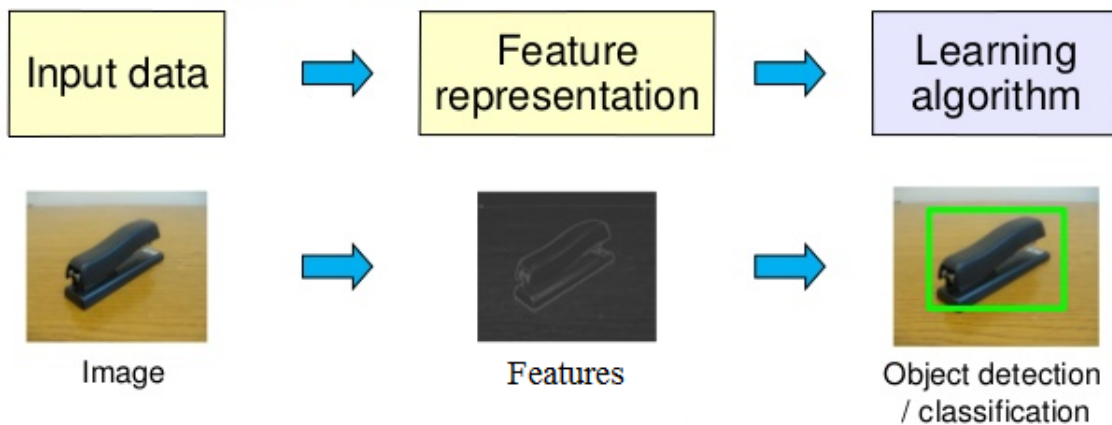 Input data
Feature
representation
Learning
algorithm
Image
Features
Object detection
/ classification